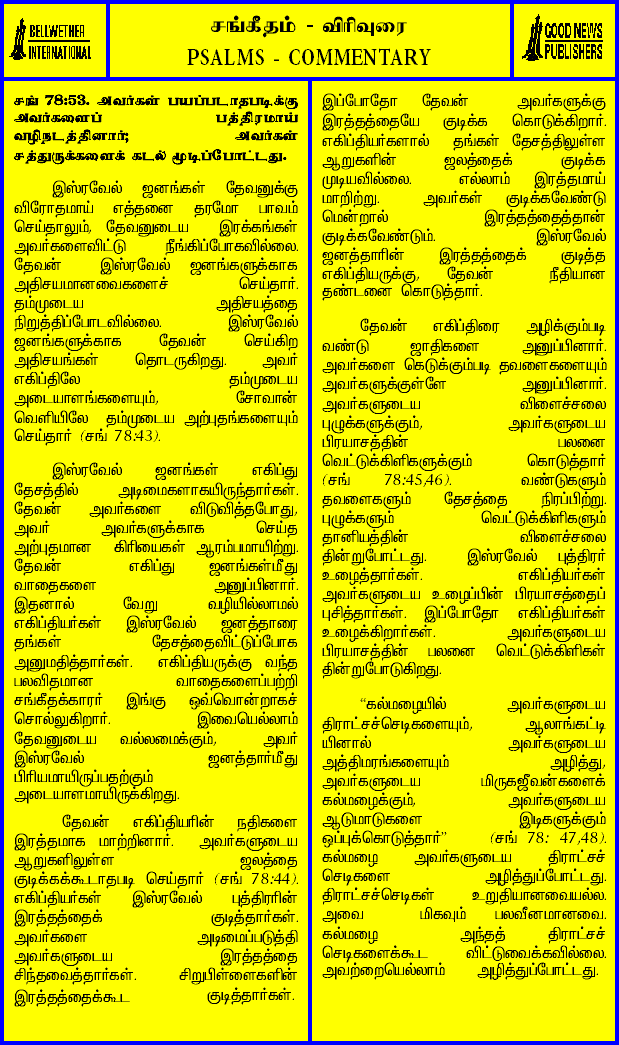 BELLWETHER
INTERNATIONAL
சங்கீதம் - விரிவுரை
PSALMS - COMMENTARY
GOOD NEWS
PUBLISHERS
சங் 78:53. அவர்கள் பயப்படாதபடிக்கு
அவர்களைப் பத்திரமாய்
வழிநடத்தினார்; அவர்கள்
சத்துருக்களைக் கடல் மூடிப்போட்டது.
இஸ்ரவேல் ஜனங்கள் தேவனுக்கு
விரோதமாய் எத்தனை தரமோ பாவம்
செய்தாலும், தேவனுடைய இரக்கங்கள்
அவர்களைவிட்டு நீங்கிப்போகவில்லை.
தேவன் இஸ்ரவேல் ஜனங்களுக்காக
அதிசயமானவைகளைச் செய்தார்.
தம்முடைய அதிசயத்தை
நிறுத்திப்போடவில்லை. இஸ்ரவேல்
ஜனங்களுக்காக தேவன் செய்கிற
அதிசயங்கள் தொடருகிறது. அவர்
எகிப்திலே தம்முடைய
அடையாளங்களையும், சோவான்
வெளியிலே தம்முடைய அற்புதங்களையும்
செய்தார் (சங் 78:43).
இஸ்ரவேல் ஜனங்கள் எகிப்து
தேசத்தில் அடிமைகளாகயிருந்தார்கள்.
தேவன் அவர்களை விடுவித்தபோது,
அவர் அவர்களுக்காக செய்த
அற்புதமான கிரியைகள் ஆரம்பமாயிற்று.
தேவன் எகிப்து ஜனங்கள்மீது
வாதைகளை அனுப்பினார்.
இதனால் வேறு வழியில்லாமல்
எகிப்தியர்கள் இஸ்ரவேல் ஜனத்தாரை
தங்கள் தேசத்தைவிட்டுப்போக
அனுமதித்தார்கள். எகிப்தியருக்கு வந்த
பலவிதமான வாதைகளைப்பற்றி
சங்கீதக்காரர் இங்கு ஒவ்வொன்றாகச்
சொல்லுகிறார். இவையெல்லாம்
தேவனுடைய வல்லமைக்கும், அவர்
இஸ்ரவேல் ஜனத்தார்மீது
பிரியமாயிருப்பதற்கும்
அடையாளமாயிருக்கிறது.
தேவன் எகிப்தியரின் நதிகளை
இரத்தமாக மாற்றினார். அவர்களுடைய
ஆறுகளிலுள்ள ஜலத்தை
குடிக்கக்கூடாதபடி செய்தார் (சங் 78:44).
எகிப்தியர்கள் இஸ்ரவேல் புத்திரரின்
இரத்தத்தைக் குடித்தார்கள்.
அவர்களை அடிமைப்படுத்தி
அவர்களுடைய இரத்தத்தை
சிந்தவைத்தார்கள். சிறுபிள்ளைகளின்
இரத்தத்தைக்கூட குடித்தார்கள்.
இப்போதோ தேவன் அவர்களுக்கு
இரத்தத்தையே குடிக்க கொடுக்கிறார்.
எகிப்தியர்களால் தங்கள் தேசத்திலுள்ள
ஆறுகளின் ஜலத்தைக் குடிக்க
முடியவில்லை. எல்லாம் இரத்தமாய்
மாறிற்று. அவர்கள் குடிக்கவேண்டு
மென்றால் இரத்தத்தைத்தான்
குடிக்கவேண்டும். இஸ்ரவேல்
ஜனத்தாரின் இரத்தத்தைக் குடித்த
எகிப்தியருக்கு, தேவன் நீதியான
தண்டனை கொடுத்தார்.
தேவன் எகிப்திரை அழிக்கும்படி
வண்டு ஜாதிகளை அனுப்பினார்.
அவர்களை கெடுக்கும்படி தவளைகளையும்
அவர்களுக்குள்ளே அனுப்பினார்.
அவர்களுடைய விளைச்சலை
புழுக்களுக்கும், அவர்களுடைய
பிரயாசத்தின் பலனை
வெட்டுக்கிளிகளுக்கும் கொடுத்தார்
(சங் 78:45,46). வண்டுகளும்
தவளைகளும் தேசத்தை நிரப்பிற்று.
புழுக்களும் வெட்டுக்கிளிகளும்
தானியத்தின் விளைச்சலை
தின்றுபோட்டது. இஸ்ரவேல் புத்திரர்
உழைத்தார்கள். எகிப்தியர்கள்
அவர்களுடைய உழைப்பின் பிரயாசத்தைப்
புசித்தார்கள். இப்போதோ எகிப்தியர்கள்
உழைக்கிறார்கள். அவர்களுடைய
பிரயாசத்தின் பலனை வெட்டுக்கிளிகள்
தின்றுபோடுகிறது.
“கல்மழையில் அவர்களுடைய
திராட்சச்செடிகளையும், ஆலாங்கட்டி
யினால் அவர்களுடைய
அத்திமரங்களையும் அழித்து,
அவர்களுடைய மிருகஜீவன்களைக்
கல்மழைக்கும், அவர்களுடைய
ஆடுமாடுகளை இடிகளுக்கும்
ஒப்புக்கொடுத்தார்” (சங் 78: 47,48).
கல்மழை அவர்களுடைய திராட்சச்
செடிகளை அழித்துப்போட்டது.
திராட்சச்செடிகள் உறுதியானவையல்ல.
அவை மிகவும் பலவீனமானவை.
கல்மழை அந்தத் திராட்சச்
செடிகளைக்கூட விட்டுவைக்கவில்லை.
அவற்றையெல்லாம் அழித்துப்போட்டது.